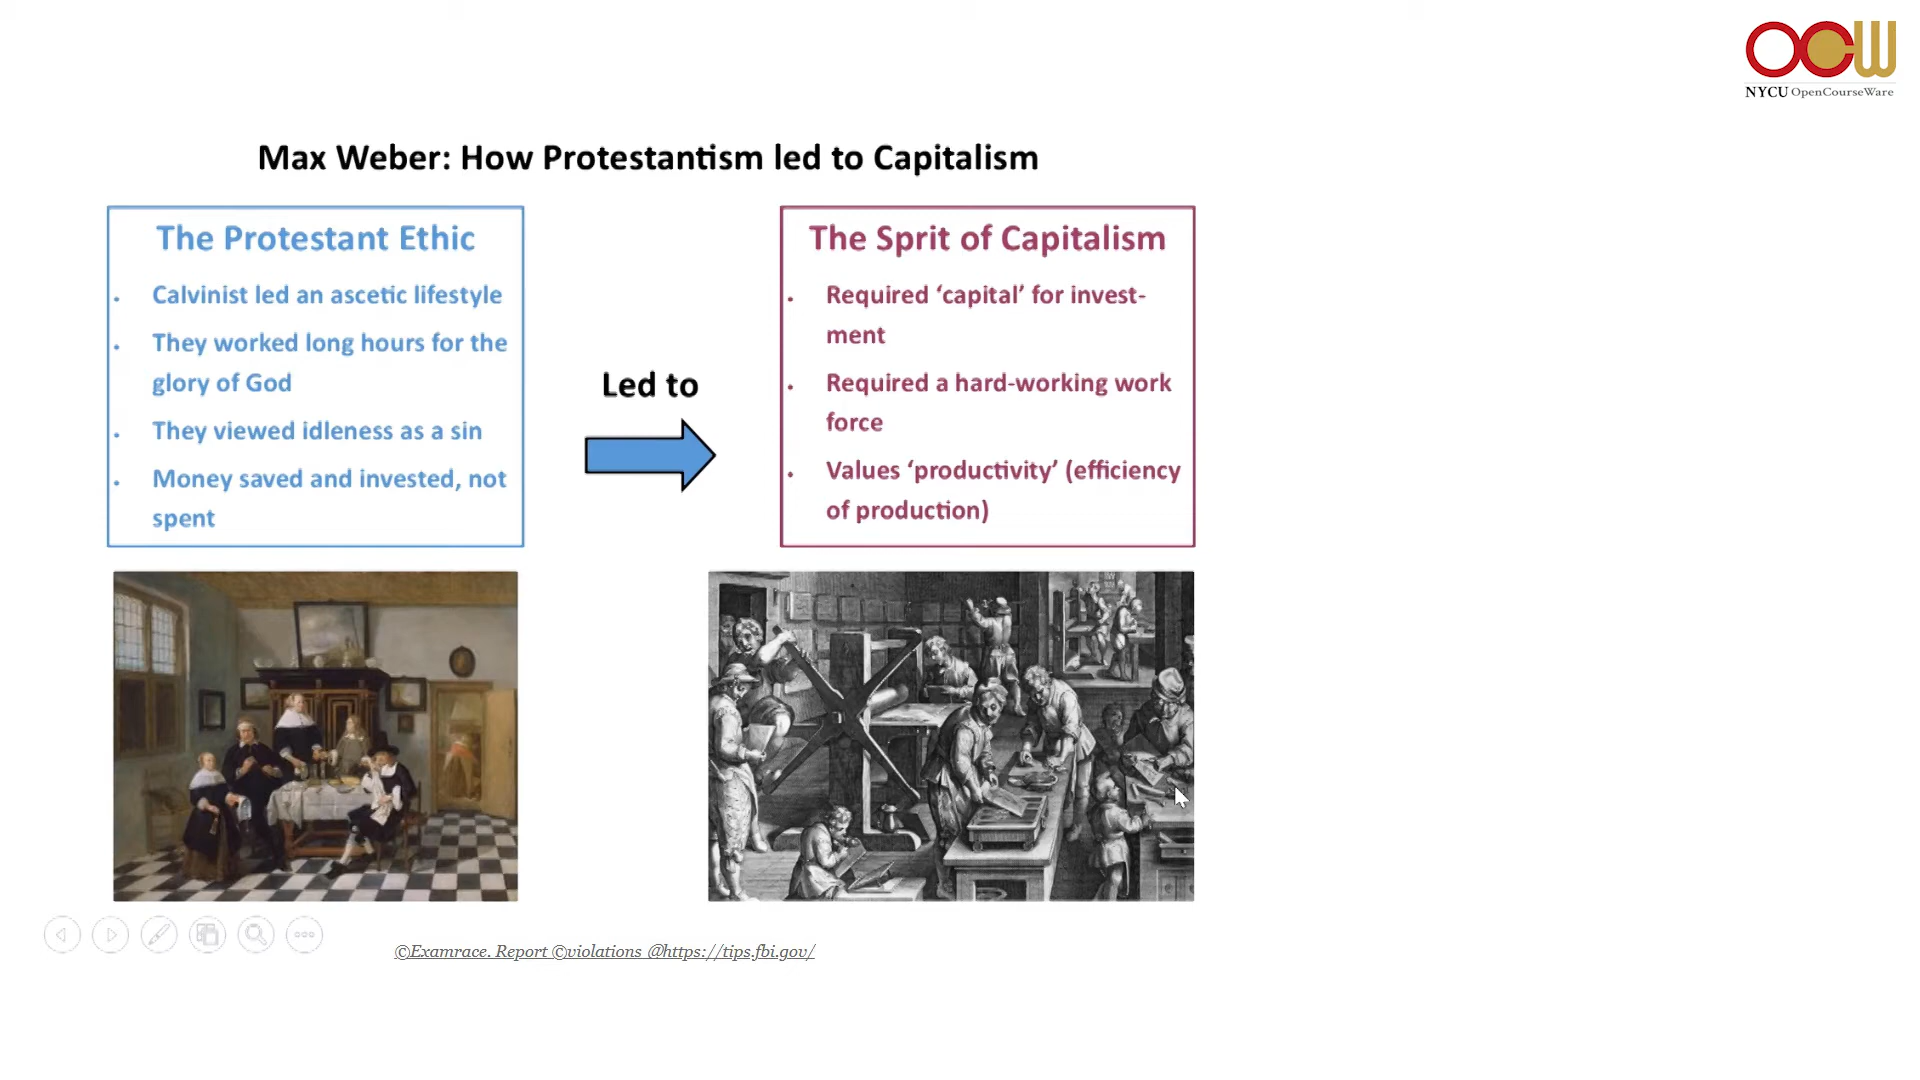 OCW
NYCU OpenCourseWare
Max Weber: How Protestantism led to Capitalism
The Protestant Ethic
• Calvinist led an ascetic lifestyle
• They worked long hours for the
glory of God
• They viewed idleness as a sin
• Money saved and invested, not
spent
Led to
The Sprit of Capitalism
• Required ‘capital’ for invest-
ment
• Required a hard-working work
force
• Values ‘productivity’ (efficiency
of production)
©Examrace. Report ©violations @https://tips.fbi.gov/